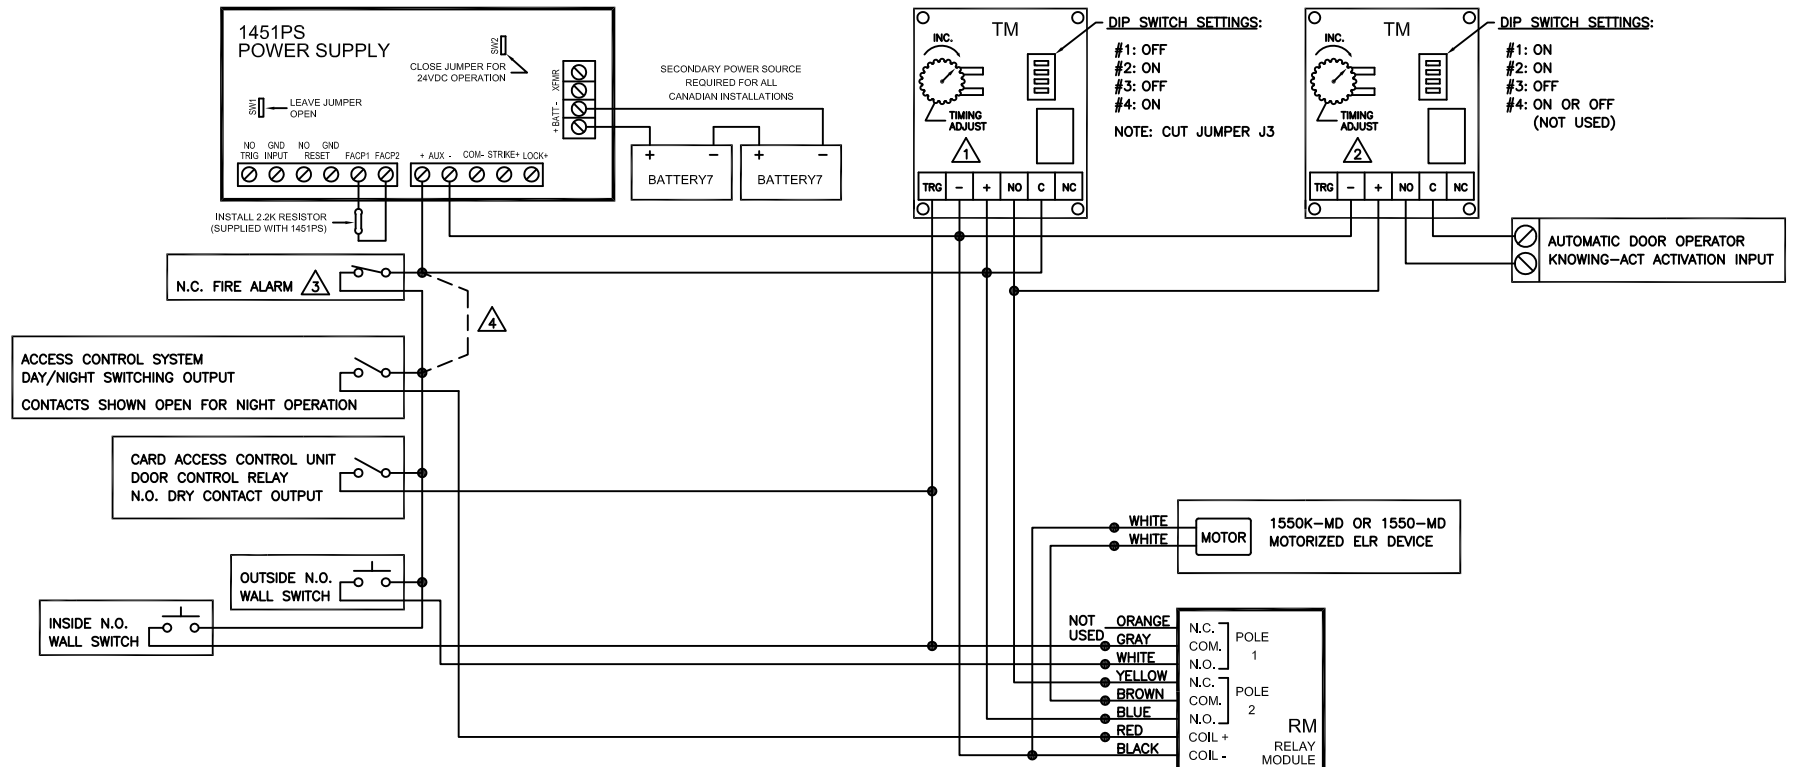 1451PS
POWER SUPPLY
SW2
CLOSE JUMPER FOR
24VDC OPERATION
SW1
LEAVE JUMPER
OPEN
XFMR
+ BATT -
NO GND NO GND
TRIG INPUT RESET FACP1 FACP2
+ AUX - COM- STRIKE+ LOCK+
SECONDARY POWER SOURCE
REQUIRED FOR ALL
CANADIAN INSTALLATIONS
+ -
BATTERY7
+ -
BATTERY7
INSTALL 2.2K RESISTOR
(SUPPLIED WITH 1451PS)
TM
INC.
TIMING
ADJUST
1
TRG - + NO C NC
DIP SWITCH SETTINGS:
#1: OFF
#2: ON
#3: OFF
#4: ON
NOTE: CUT JUMPER J3
TM
INC.
TIMING
ADJUST
2
TRG - + NO C NC
DIP SWITCH SETTINGS:
#1: ON
#2: ON
#3: OFF
#4: ON OR OFF
(NOT USED)
AUTOMATIC DOOR OPERATOR
KNOWING-ACT ACTIVATION INPUT
N.C. FIRE ALARM 3
4
ACCESS CONTROL SYSTEM
DAY/NIGHT SWITCHING OUTPUT
CONTACTS SHOWN OPEN FOR NIGHT OPERATION
CARD ACCESS CONTROL UNIT
DOOR CONTROL RELAY
N.O. DRY CONTACT OUTPUT
OUTSIDE N.O.
WALL SWITCH
INSIDE N.O.
WALL SWITCH
WHITE
WHITE
MOTOR
1550K-MD OR 1550-MD
MOTORIZED ELR DEVICE
NOT
USED
ORANGE N.C.
GRAY COM.
WHITE N.O.
POLE
1
YELLOW N.C.
BROWN COM.
BLUE N.O.
POLE
2
RED COIL +
BLACK COIL -
RM
RELAY
MODULE